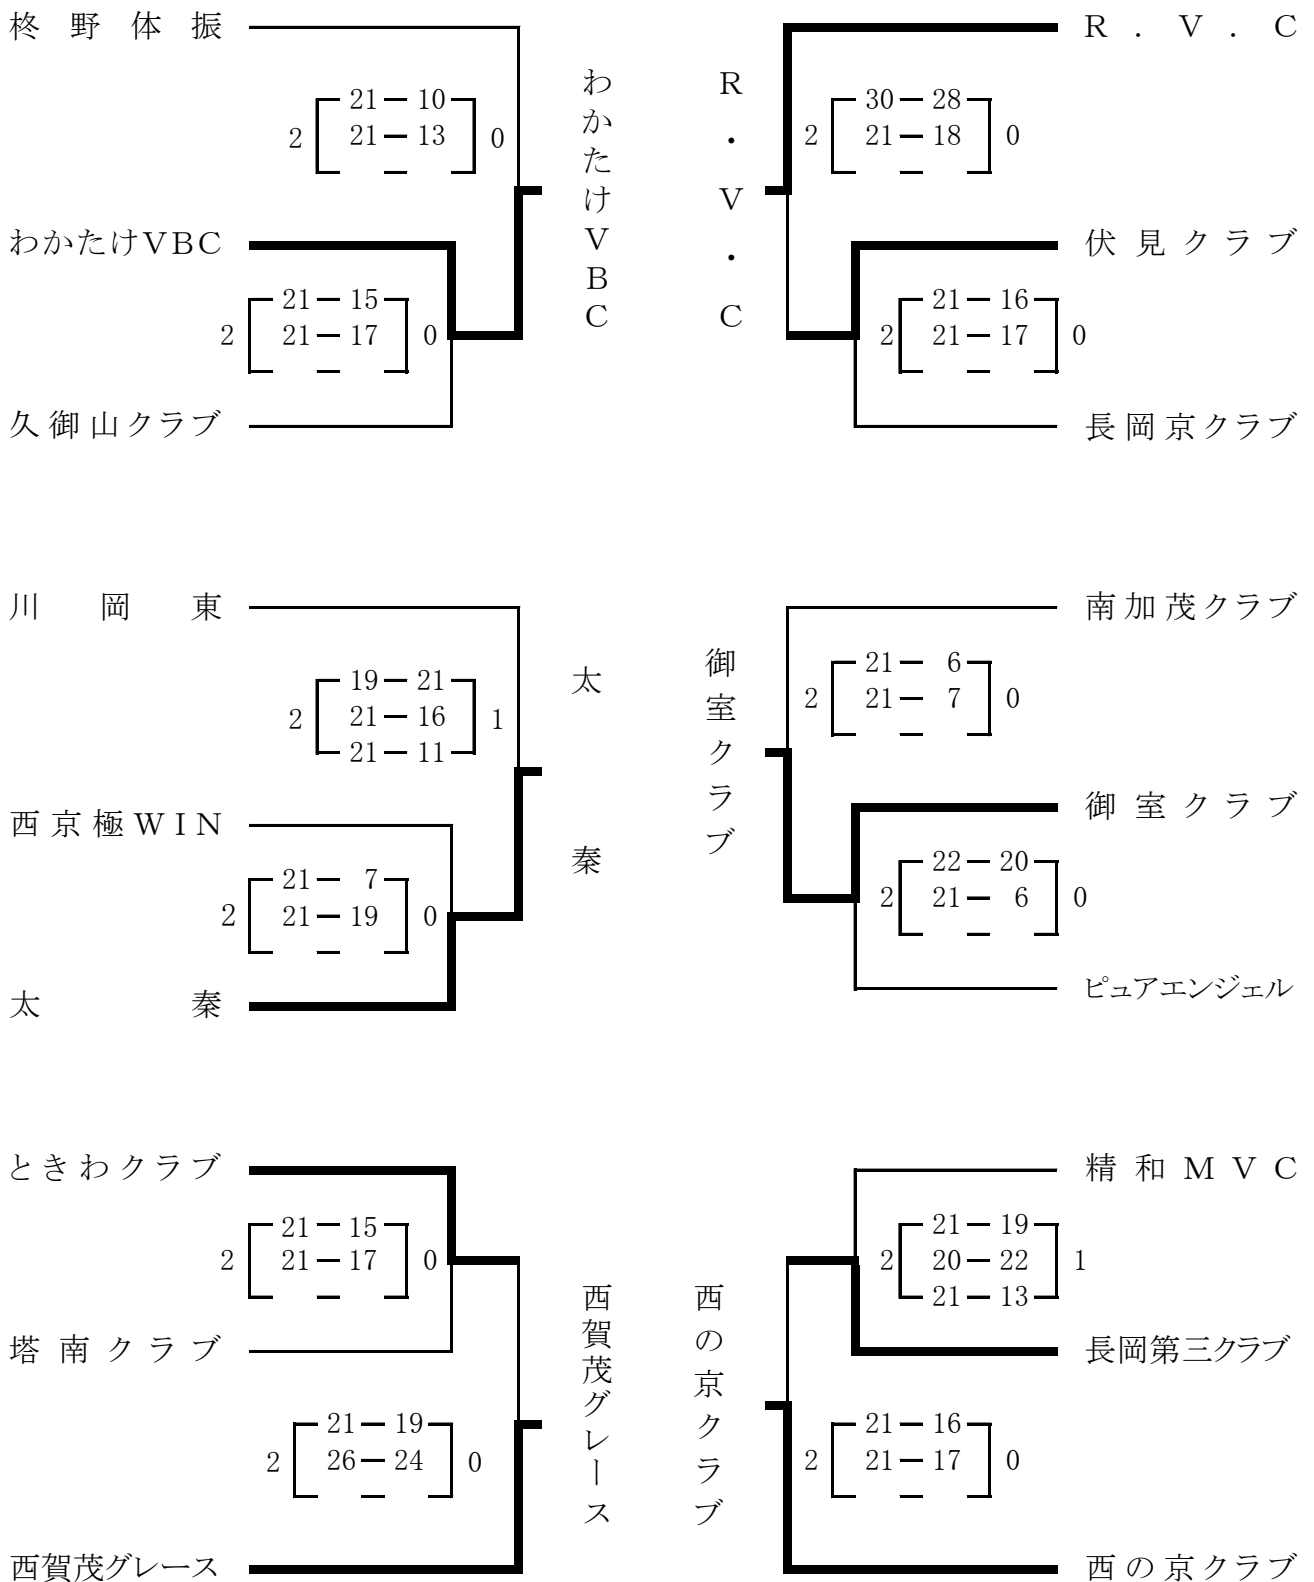 柊野体振
21 ― 10
2 21 ― 13 0
―
わかたけVBC
21 ― 15
2 21 ― 17 0
―
久御山クラブ
わかたけVBC
R．V．C
R・V・C
30 ― 28
2 21 ― 18 0
―
伏見クラブ
21 ― 16
2 21 ― 17 0
―
長岡京クラブ
川岡東
19 ― 21
2 21 ― 16 1
21 ― 11
西京極WIN
21 ― 7
2 21 ― 19 0
―
太秦
太秦
御室クラブ
南加茂クラブ
21 ― 6
2 21 ― 7 0
―
御室クラブ
22 ― 20
2 21 ― 6 0
―
ピュアエンジェル
ときわクラブ
21 ― 15
2 21 ― 17 0
―
塔南クラブ
21 ― 19
2 26 ― 24 0
―
西賀茂グレース
西賀茂グレース
西の京クラブ
精和MVC
21 ― 19
2 20 ― 22 1
21 ― 13
長岡第三クラブ
21 ― 16
2 21 ― 17 0
―
西の京クラブ